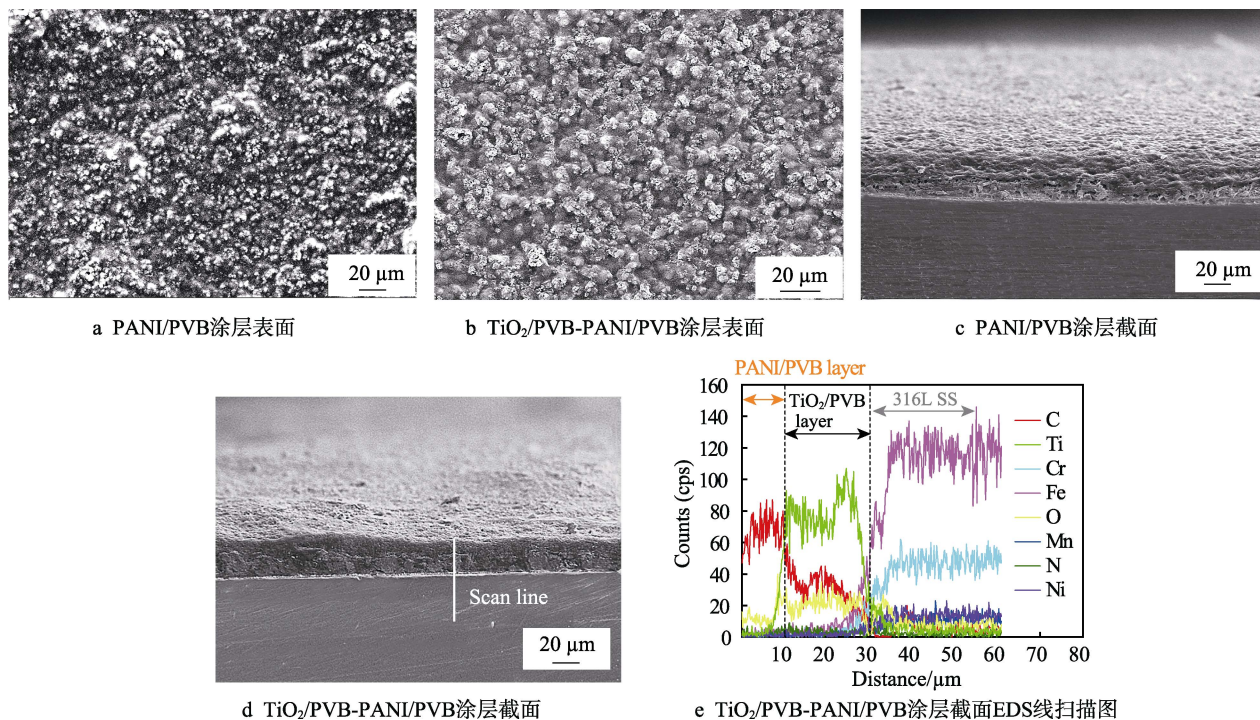 20 µm
20 µm
20 µm
a PANI/PVB涂层表面
b TiO₂/PVB-PANI/PVB涂层表面
c PANI/PVB涂层截面
Scan line
20 µm
d TiO₂/PVB-PANI/PVB涂层截面
PANI/PVB layer
TiO₂/PVB
layer
316L SS
C
Ti
Cr
Fe
O
Mn
N
Ni
Counts (cps)
160
140
120
100
80
60
40
20
0
10
20
30
40
50
60
70
80
Distance/µm
e TiO₂/PVB-PANI/PVB涂层截面EDS线扫描图